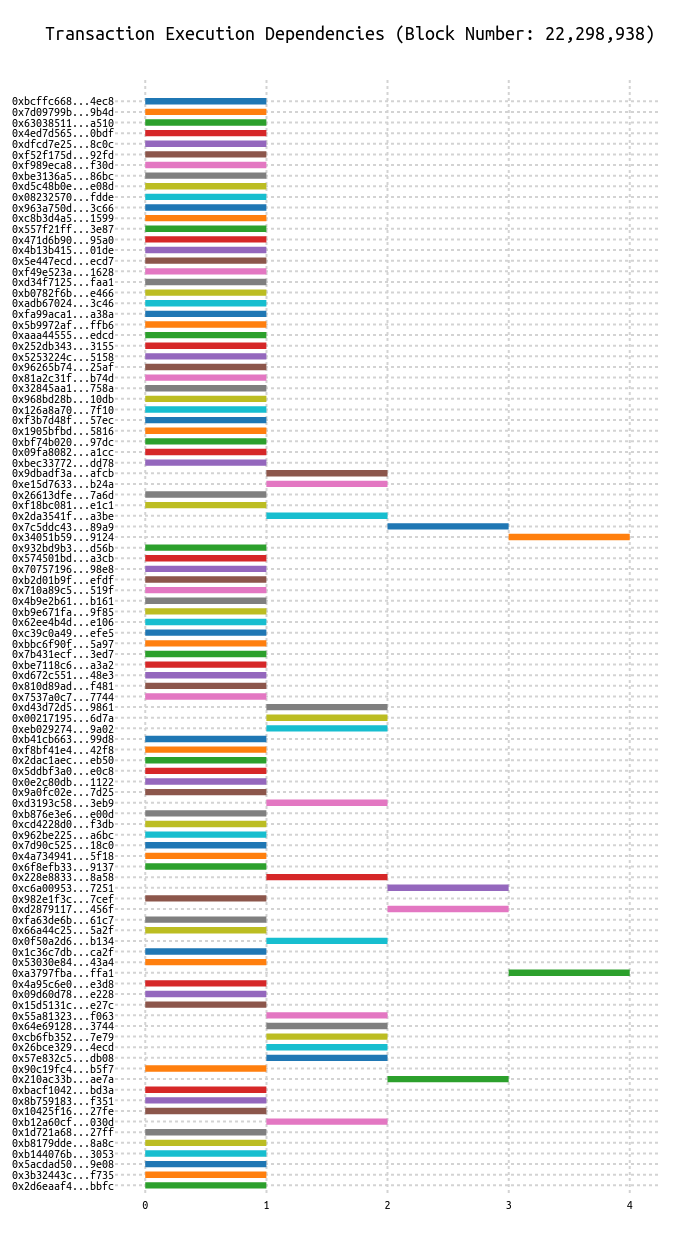 Transaction Execution Dependencies (Block Number: 22,298,938)
0xbcffc668...4ec8
0x7d09799b...9b4d
0x63038511...a510
0x4ed7d565...0bdf
0xdfcd7e25...8c0c
0xf52f175d...92fd
0xf989eca8...f30d
0xbe3136a5...86bc
0xd5c48b0e...e08d
0x08232570...fdde
0x963a750d...3c66
0xc8b3d4a5...1599
0x557f21ff...3e87
0x471d6b90...95a0
0x4b13b415...01de
0x5e447ecd...ecd7
0xf49e523a...1628
0xd34f7125...faa1
0xb0782f6b...e466
0xadb67024...3c46
0xfa99aca1...a38a
0x5b9972af...ffb6
0xaaa44555...edcd
0x252db343...3155
0x5253224c...5158
0x96265b74...25af
0x81a2c31f...b74d
0x32845aa1...758a
0x968bd28b...10db
0x126a8a70...7f10
0xf3b7d48f...57ec
0x1905bfbd...5816
0xbf74b020...97dc
0x09fa8082...a1cc
0xbec33772...dd78
0x9dbadf3a...afcb
0xe15d7633...b24a
0x26613dfe...7a6d
0xf18bc081...e1c1
0x2da3541f...a3be
0x7c5ddc43...89a9
0x34051b59...9124
0x932bd9b3...d56b
0x574501bd...a3cb
0x70757196...98e8
0xb2d01b9f...efdf
0x710a89c5...519f
0x4b9e2b61...b161
0xb9e671fa...9f85
0x62ee4b4d...e106
0xc39c0a49...efe5
0xbbc6f90f...5a97
0x7b431ecf...3ed7
0xbe7118c6...a3a2
0xd672c551...48e3
0x810d89ad...f481
0x7537a0c7...7744
0xd43d72d5...9861
0x00217195...6d7a
0xeb029274...9a02
0xb41cb663...99d8
0xf8bf41e4...42f8
0x2dac1aec...eb50
0x5ddbf3a0...e0c8
0x0e2c80db...1122
0x9a0fc02e...7d25
0xd3193c58...3eb9
0xb876e3e6...e00d
0xcd4228d0...f3db
0x962be225...a6bc
0x7d90c525...18c0
0x4a734941...5f18
0x6f8efb33...9137
0x228e8833...8a58
0xc6a00953...7251
0x982e1f3c...7cef
0xd2879117...456f
0xfa63de6b...61c7
0x66a44c25...5a2f
0x0f50a2d6...b134
0x1c36c7db...ca2f
0x53030e84...43a4
0xa3797fba...ffa1
0x4a95c6e0...e3d8
0x09d60d78...e228
0x15d5131c...e27c
0x55a81323...f063
0x64e69128...3744
0xcb6fb352...7e79
0x26bce329...4ecd
0x57e832c5...db08
0x90c19fc4...b5f7
0x210ac33b...ae7a
0xbacf1042...bd3a
0x8b759183...f351
0x10425f16...27fe
0xb12a60cf...030d
0x1d721a68...27ff
0xb8179dde...8a8c
0xb144076b...3053
0x5acdad50...9e08
0x3b32443c...f735
0x2d6eaaf4...bbfc
0 1 2 3 4